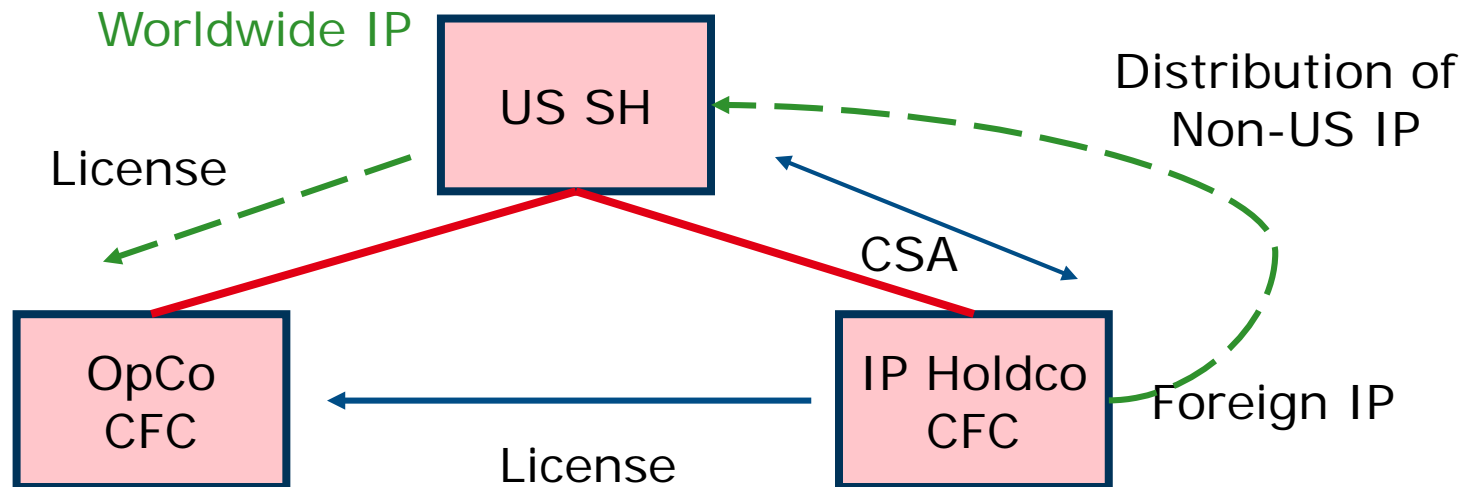 Worldwide IP
US SH
Distribution of
Non-US IP
License
CSA
OpCo
CFC
IP Holdco
CFC
Foreign IP
License